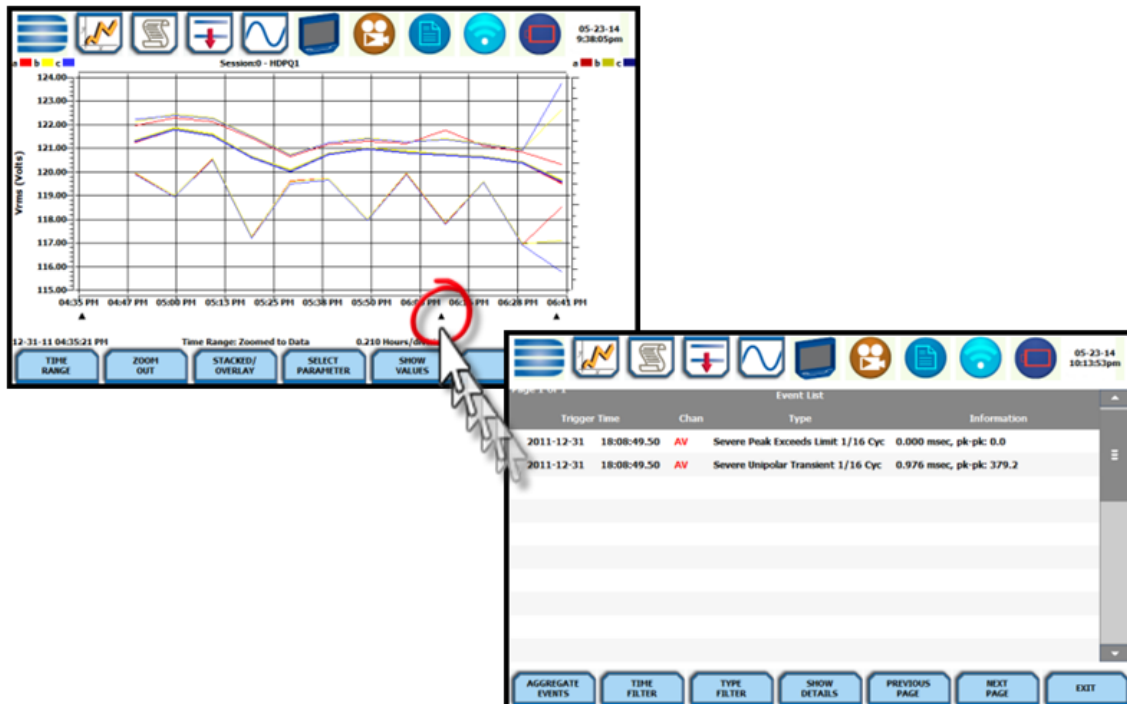 05-23-14
9:38:05pm
a b c Session:0 - HDPQ1 a b c
124.00
123.00
122.00
121.00
120.00
119.00
118.00
117.00
116.00
115.00
Vrms (Volts)
04:35 PM 04:47 PM 05:00 PM 05:13 PM 05:25 PM 05:38 PM 05:50 PM PM PM 06:28 PM 06:41 PM
12-31-11 04:35:21 PM Time Range: Zoomed to Data 0.210 Hours/div
TIME RANGE ZOOM OUT STACKED/ OVERLAY SELECT PARAMETER SHOW VALUES
05-23-14
10:13:53pm
Page 1 of 1 Event List
Trigger Time Chan Type Information
2011-12-31 18:08:49.50 AV Severe Peak Exceeds Limit 1/16 Cyc 0.000 msec, pk-pk: 0.0
2011-12-31 18:08:49.50 AV Severe Unipolar Transient 1/16 Cyc 0.976 msec, pk-pk: 379.2
AGGREGATE EVENTS TIME FILTER TYPE FILTER SHOW DETAILS PREVIOUS PAGE NEXT PAGE EXIT